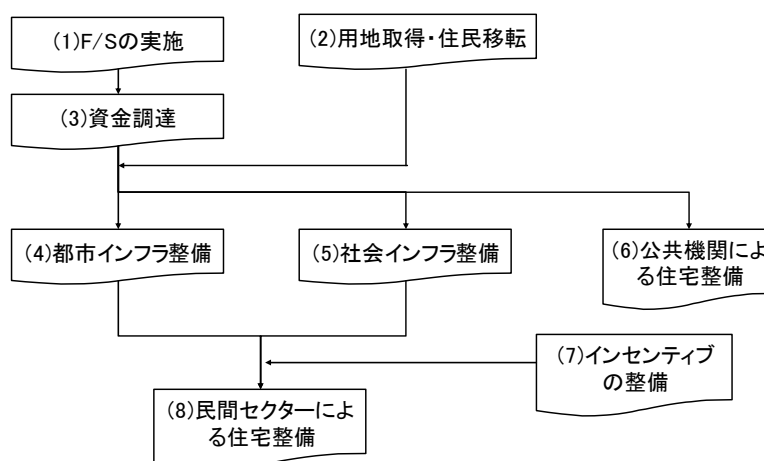 (1)F/Sの実施
(2)用地取得・住民移転
(3)資金調達
(4)都市インフラ整備
(5)社会インフラ整備
(6)公共機関によ
る住宅整備
(7)インセンティブ
の整備
(8)民間セクターによ
る住宅整備